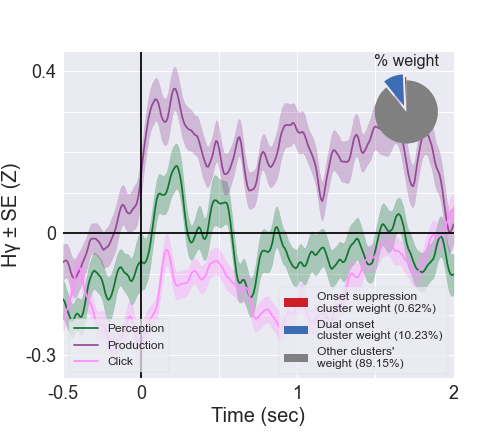 % weight
0.4
0
-0.3
Hγ ± SE (Z)
Perception
Production
Click
Onset suppression
cluster weight (0.62%)
Dual onset
cluster weight (10.23%)
Other clusters'
weight (89.15%)
-0.5
0
1
2
Time (sec)